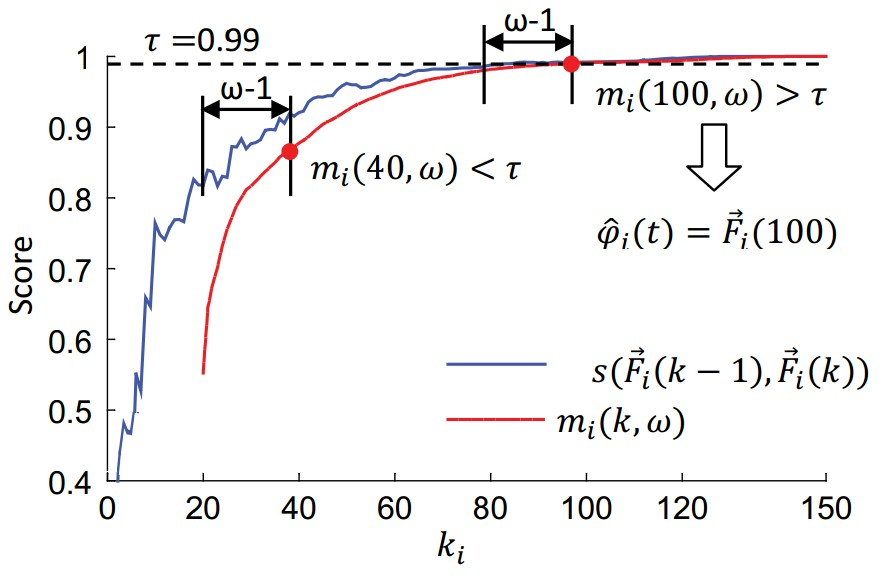 ω-1
τ =0.99
1
ω-1
m_i(100, ω) > τ
0.9
m_i(40, ω) < τ
0.8
φ̂_i(t) = F⃗_i(100)
0.7
Score
0.6
s(F⃗_i(k − 1), F⃗_i(k))
0.5
m_i(k, ω)
0.4
0 20 40 60 80 100 120 150
k_i